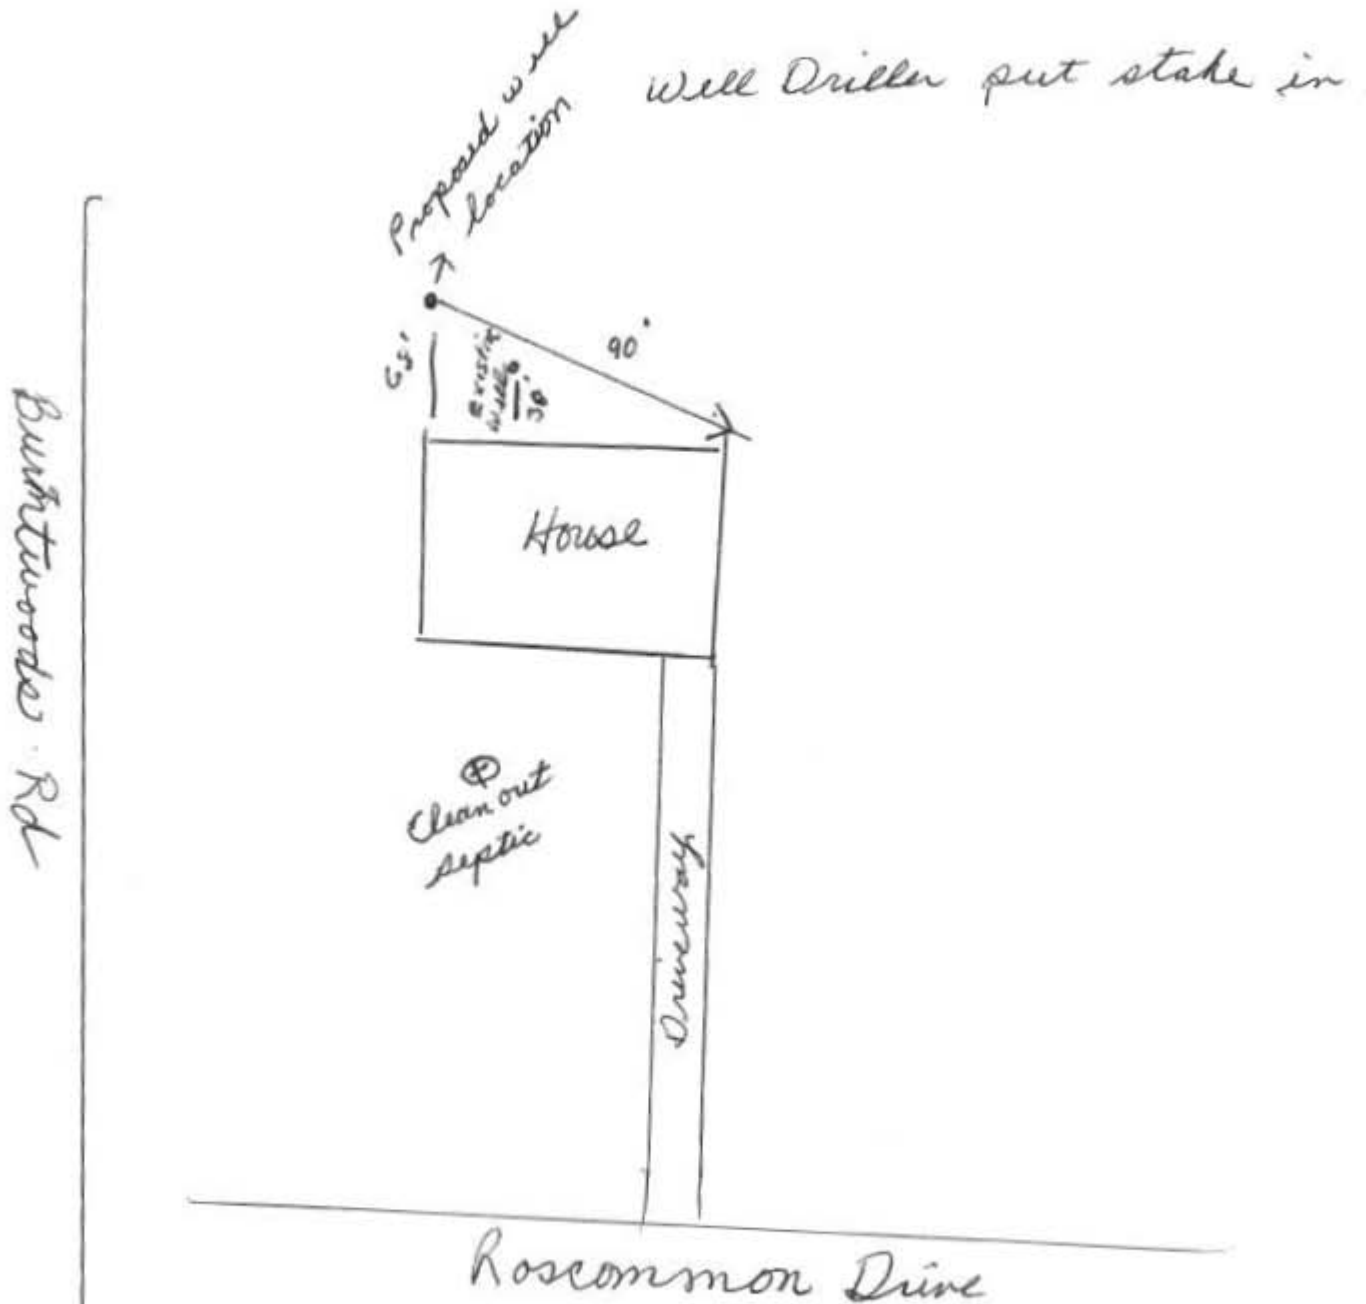 Well Driller put stake in
Proposed well
location
65'
Existing
well
30'
90'
House
Burntwoods Rd
Clean out
septic
Driveway
Roscommon Drive